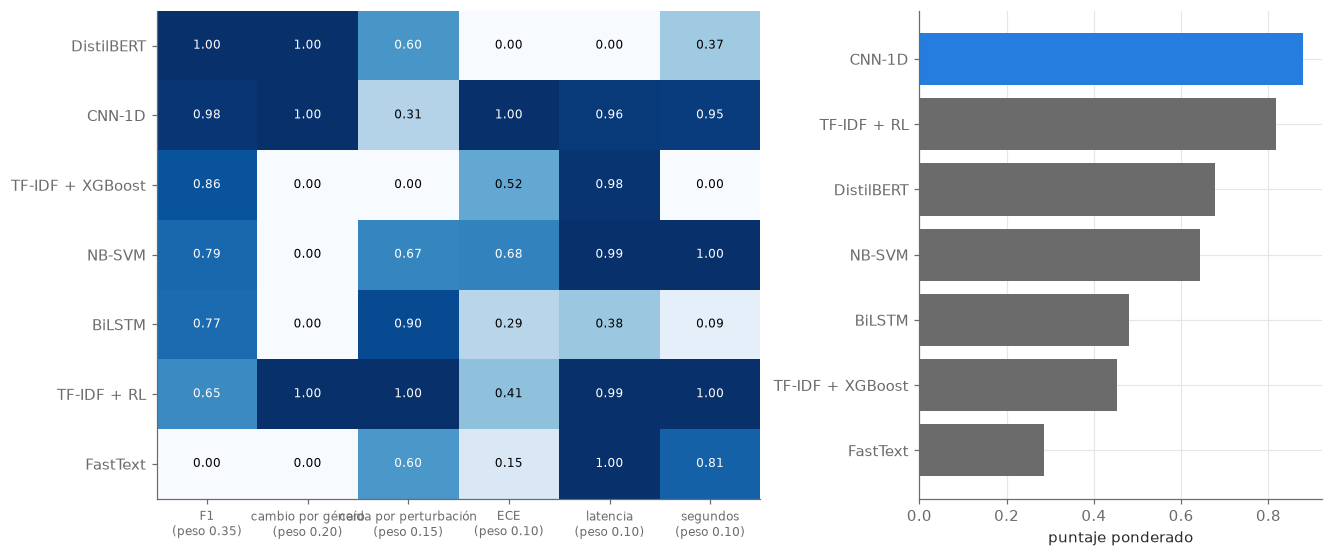 DistilBERT 1.00 1.00 0.60 0.00 0.00 0.37
CNN-1D 0.98 1.00 0.31 1.00 0.96 0.95
TF-IDF + XGBoost 0.86 0.00 0.00 0.52 0.98 0.00
NB-SVM 0.79 0.00 0.67 0.68 0.99 1.00
BiLSTM 0.77 0.00 0.90 0.29 0.38 0.09
TF-IDF + RL 0.65 1.00 1.00 0.41 0.99 1.00
FastText 0.00 0.00 0.60 0.15 1.00 0.81
F1 cambio por género caída por perturbación ECE latencia segundos
(peso 0.35) (peso 0.20) (peso 0.15) (peso 0.10) (peso 0.10) (peso 0.10)
CNN-1D
TF-IDF + RL
DistilBERT
NB-SVM
BiLSTM
TF-IDF + XGBoost
FastText
0.0 0.2 0.4 0.6 0.8
puntaje ponderado